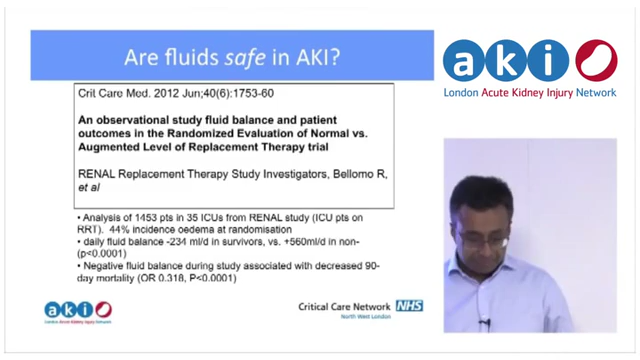 Are fluids safe in AKI?
Crit Care Med. 2012 Jun;40(6):1753-60
An observational study fluid balance and patient
outcomes in the Randomized Evaluation of Normal vs.
Augmented Level of Replacement Therapy trial
RENAL Replacement Therapy Study Investigators, Bellomo R,
et al
• Analysis of 1453 pts in 35 ICUs from RENAL study (ICU pts on
RRT). 44% incidence oedema at randomisation
• daily fluid balance -234 ml/d in survivors, vs. +560ml/d in non-
(p<0.0001)
• Negative fluid balance during study associated with decreased 90-
day mortality (OR 0.318, P<0.0001)
aki
London Acute Kidney Injury Network
Critical Care Network NHS
North West London
aki
London Acute Kidney Injury Network